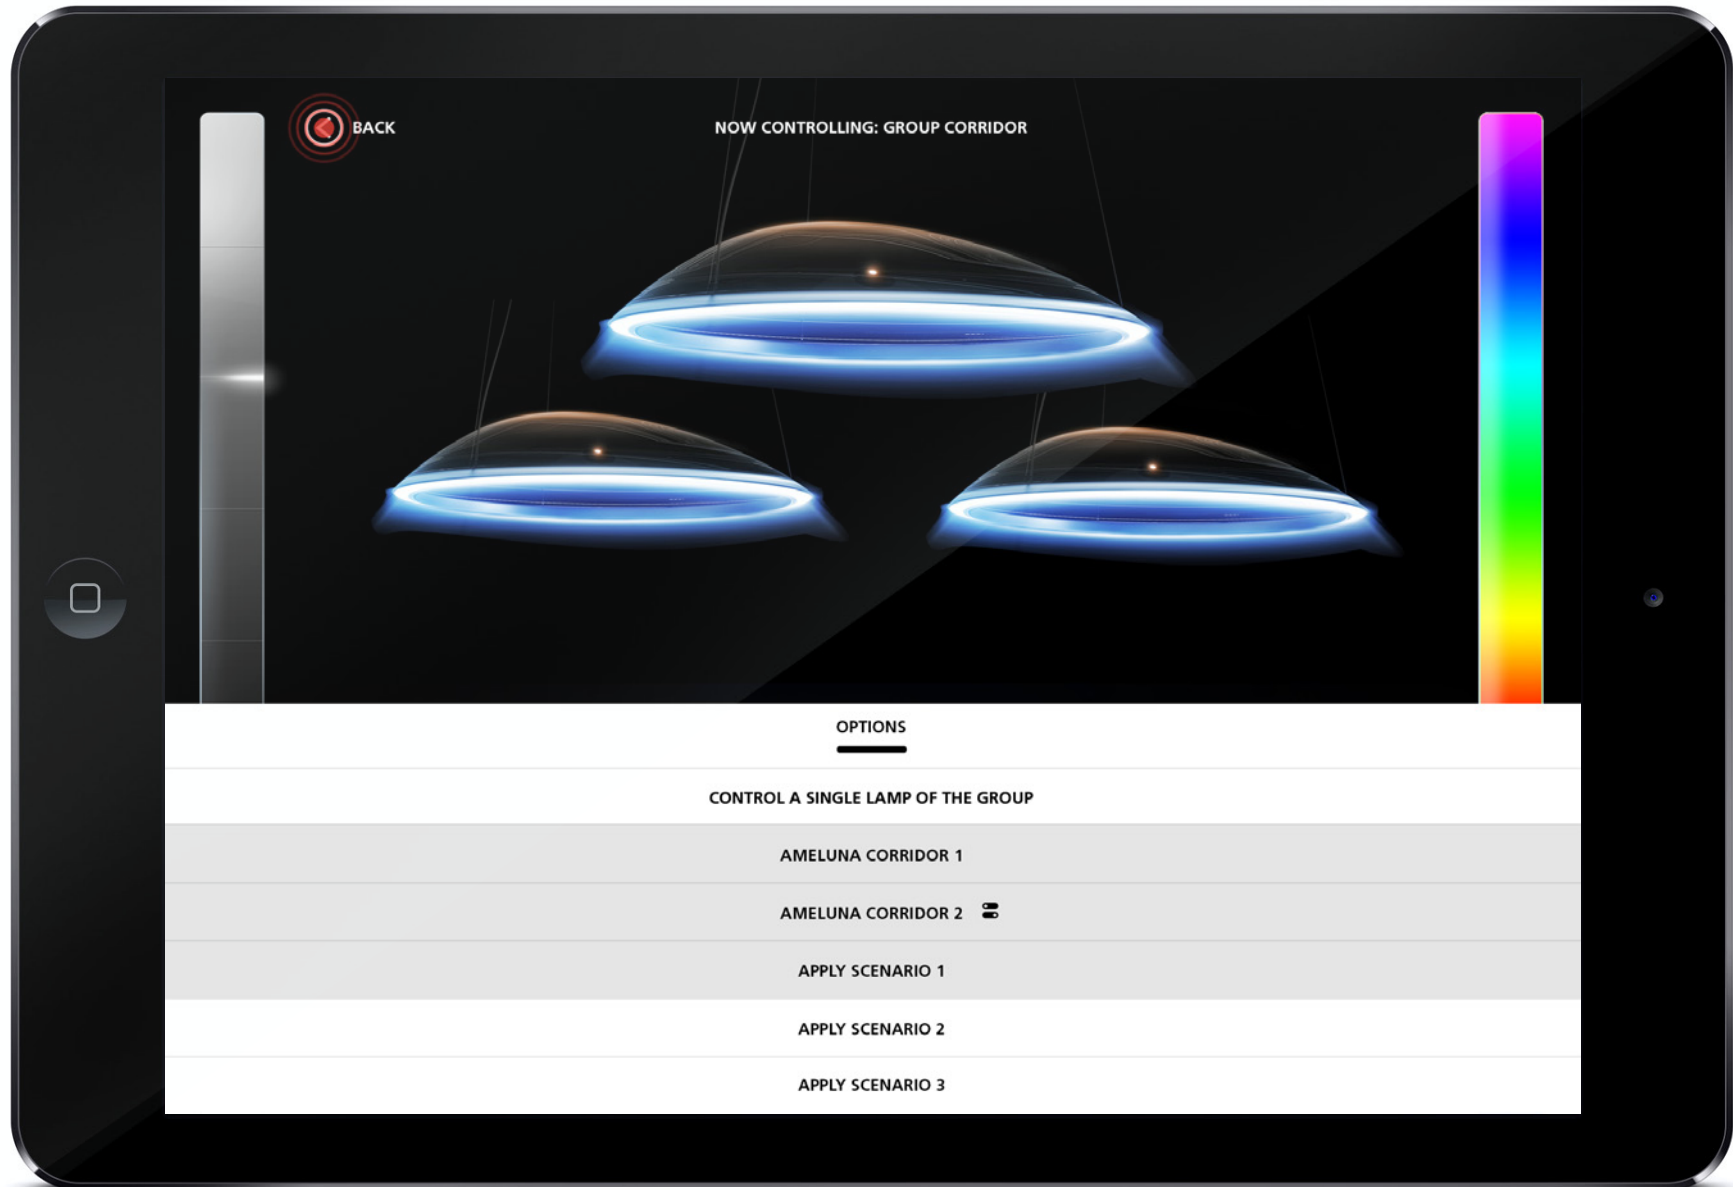 BACK
NOW CONTROLLING: GROUP CORRIDOR
OPTIONS
CONTROL A SINGLE LAMP OF THE GROUP
AMELUNA CORRIDOR 1
AMELUNA CORRIDOR 2
APPLY SCENARIO 1
APPLY SCENARIO 2
APPLY SCENARIO 3